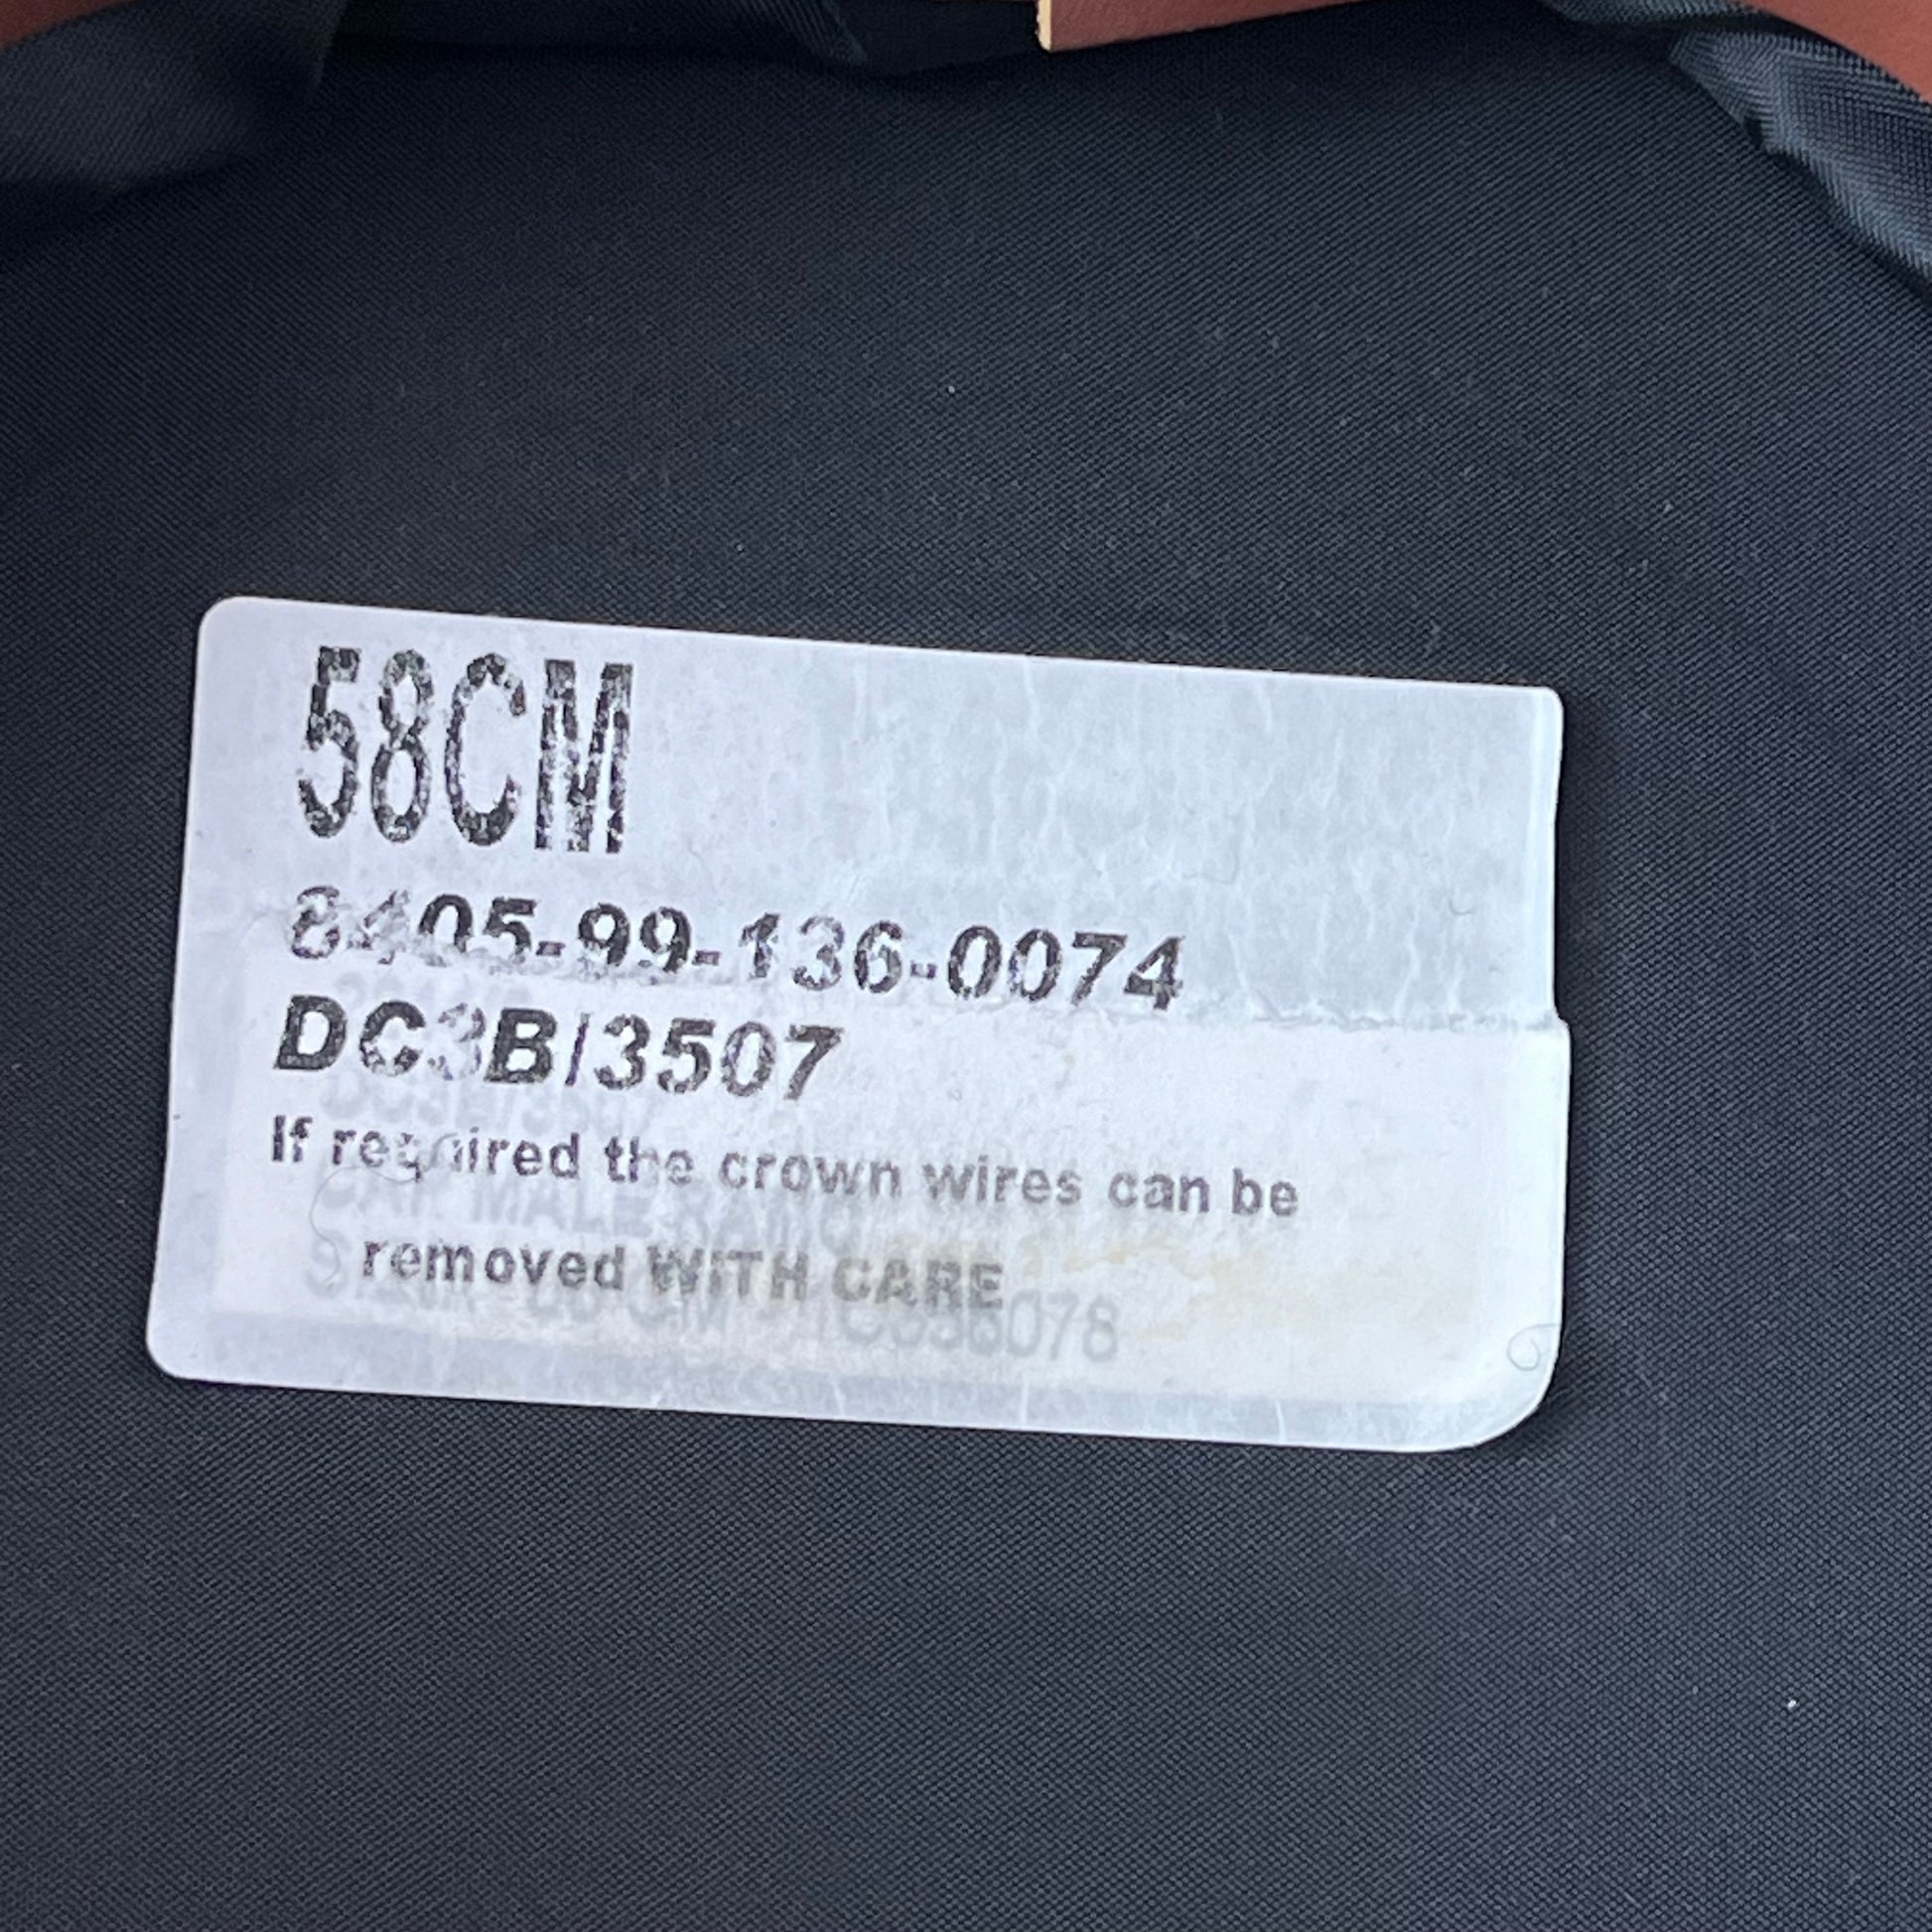 58CM
8405-99-136-0074
DC3B/3507
If required the crown wires can be
removed WITH CARE